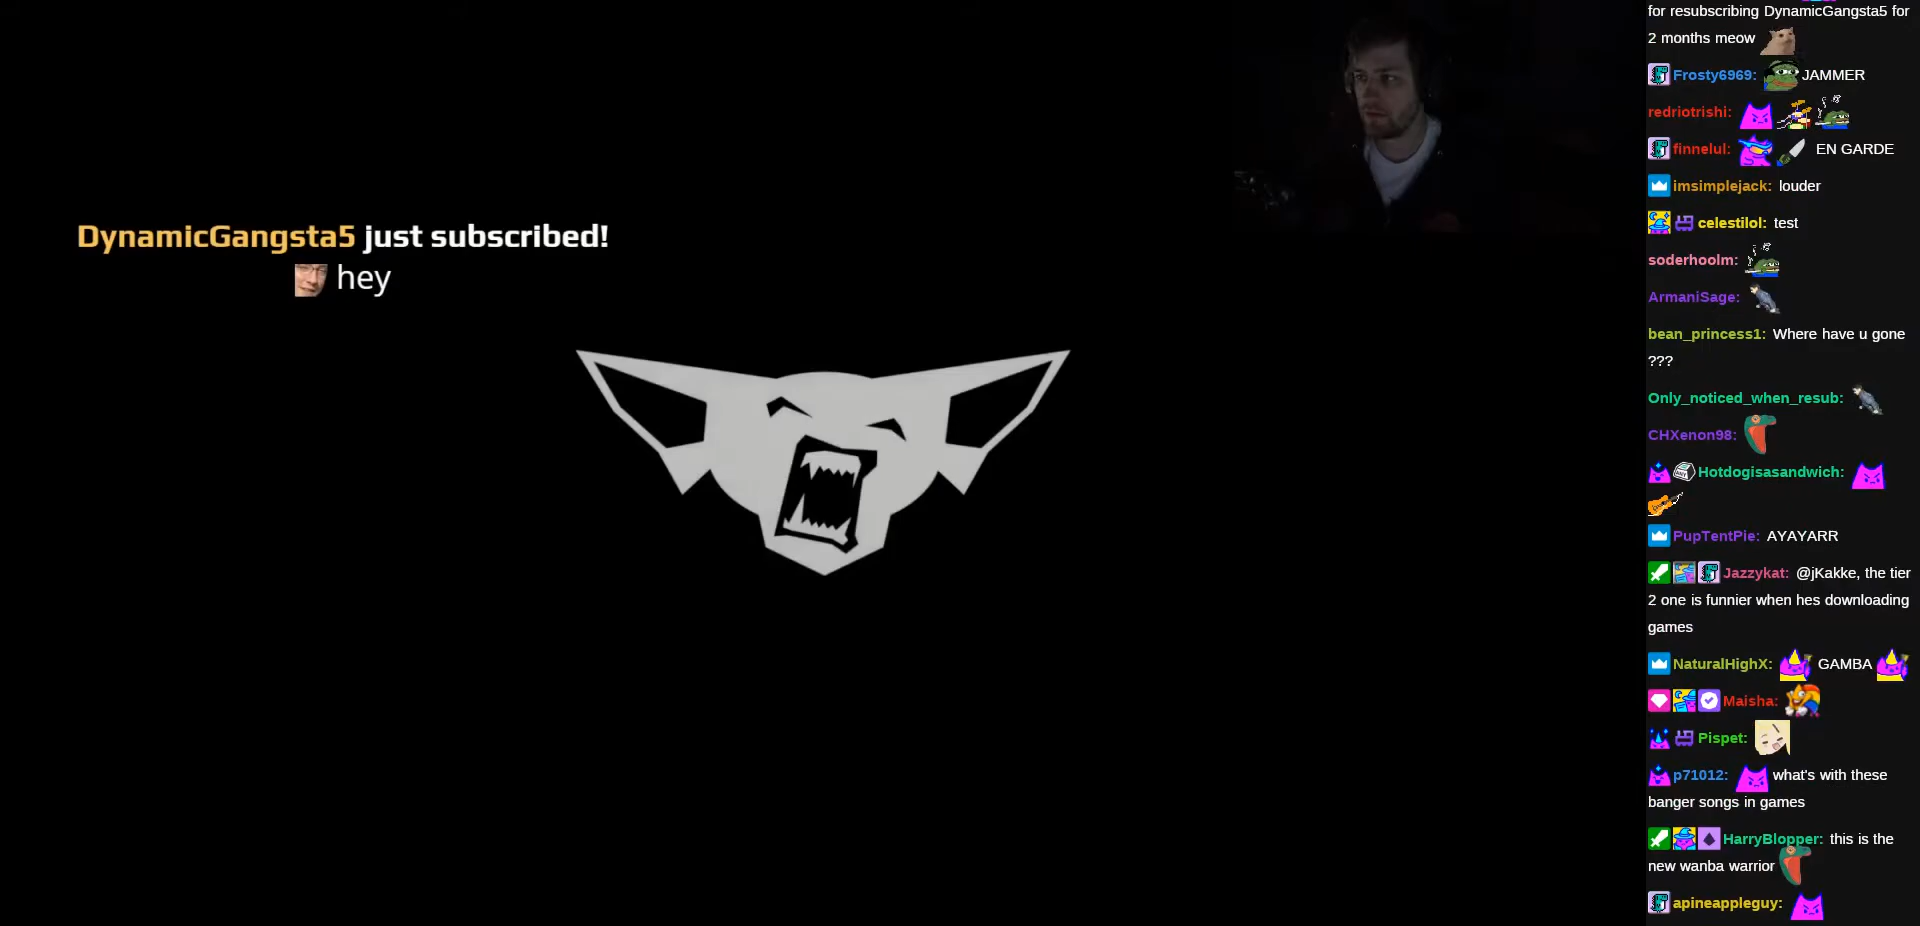 DynamicGangsta5 just subscribed!
hey
for resubscribing DynamicGangsta5 for
2 months meow
Frosty6969: JAMMER
redriotrishi:
finnelul: EN GARDE
imsimplejack: louder
celestilol: test
soderhoolm:
ArmaniSage:
bean_princess1: Where have u gone
???
Only_noticed_when_resub:
CHXenon98:
Hotdogisasandwich:
PupTentPie: AYAYARR
Jazzykat: @jKakke, the tier
2 one is funnier when hes downloading
games
NaturalHighX: GAMBA
Maisha:
Pispet:
p71012: what's with these
banger songs in games
HarryBlopper: this is the
new wanba warrior
apineappleguy: